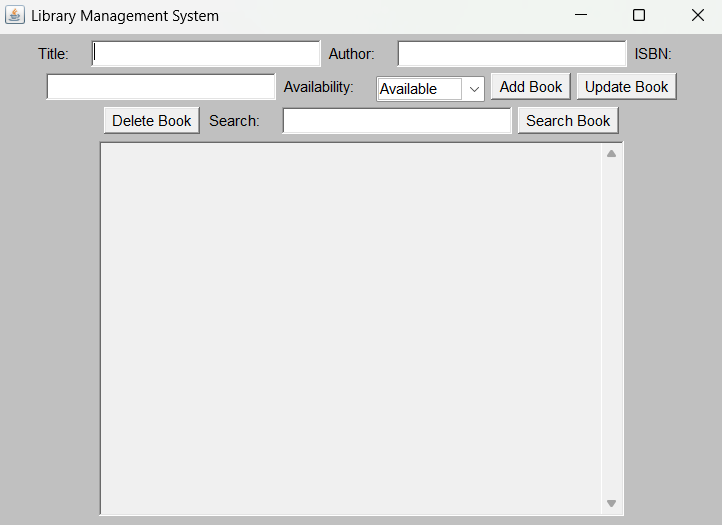 Library Management System
Title: Author: ISBN:
Availability: Available Add Book Update Book
Delete Book Search: Search Book